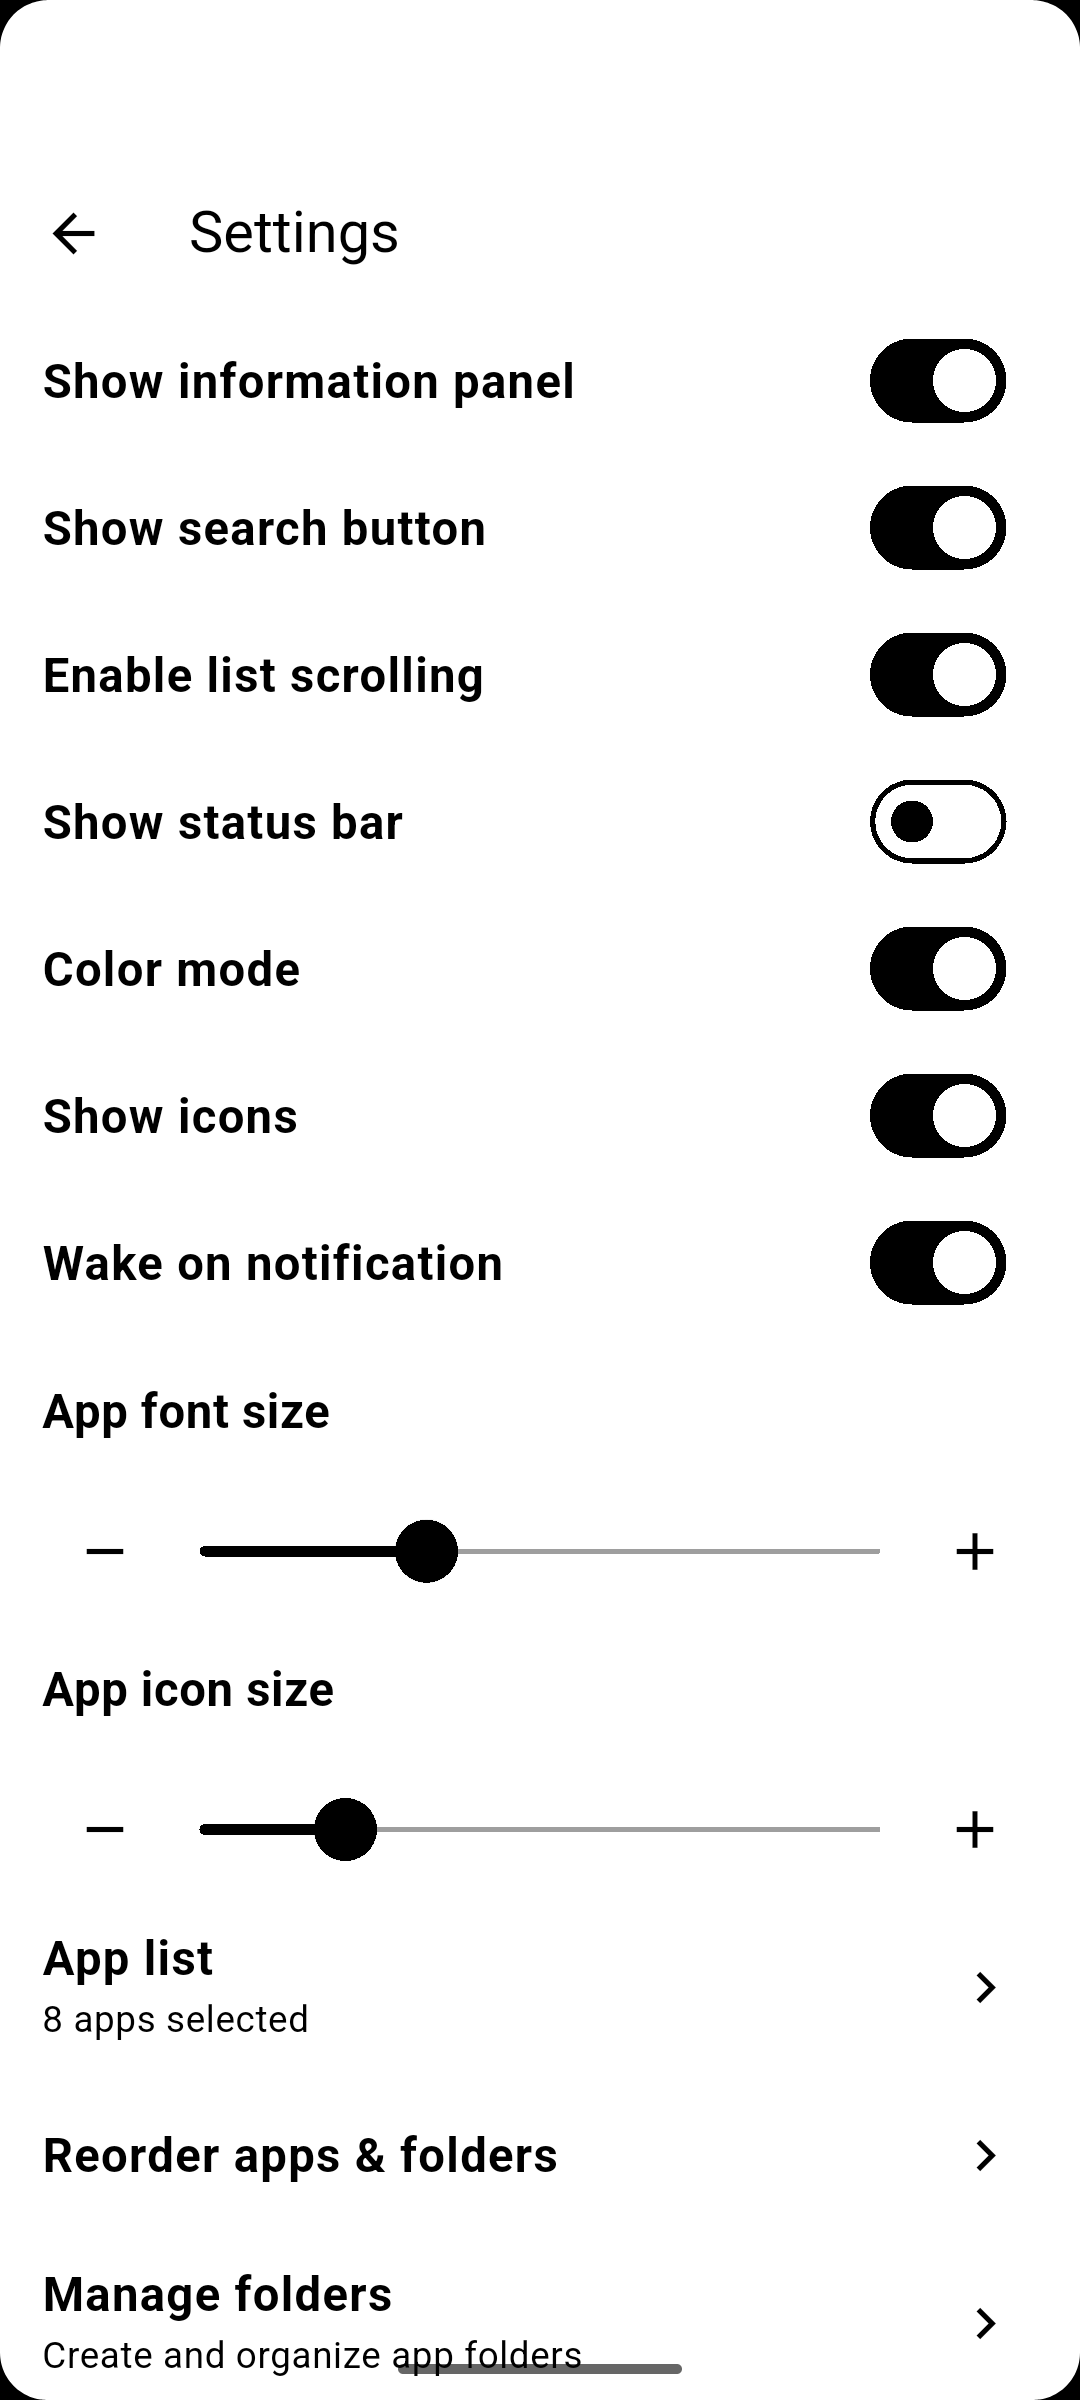 Settings
Show information panel
Show search button
Enable list scrolling
Show status bar
Color mode
Show icons
Wake on notification
App font size
App icon size
App list
8 apps selected
Reorder apps & folders
Manage folders
Create and organize app folders